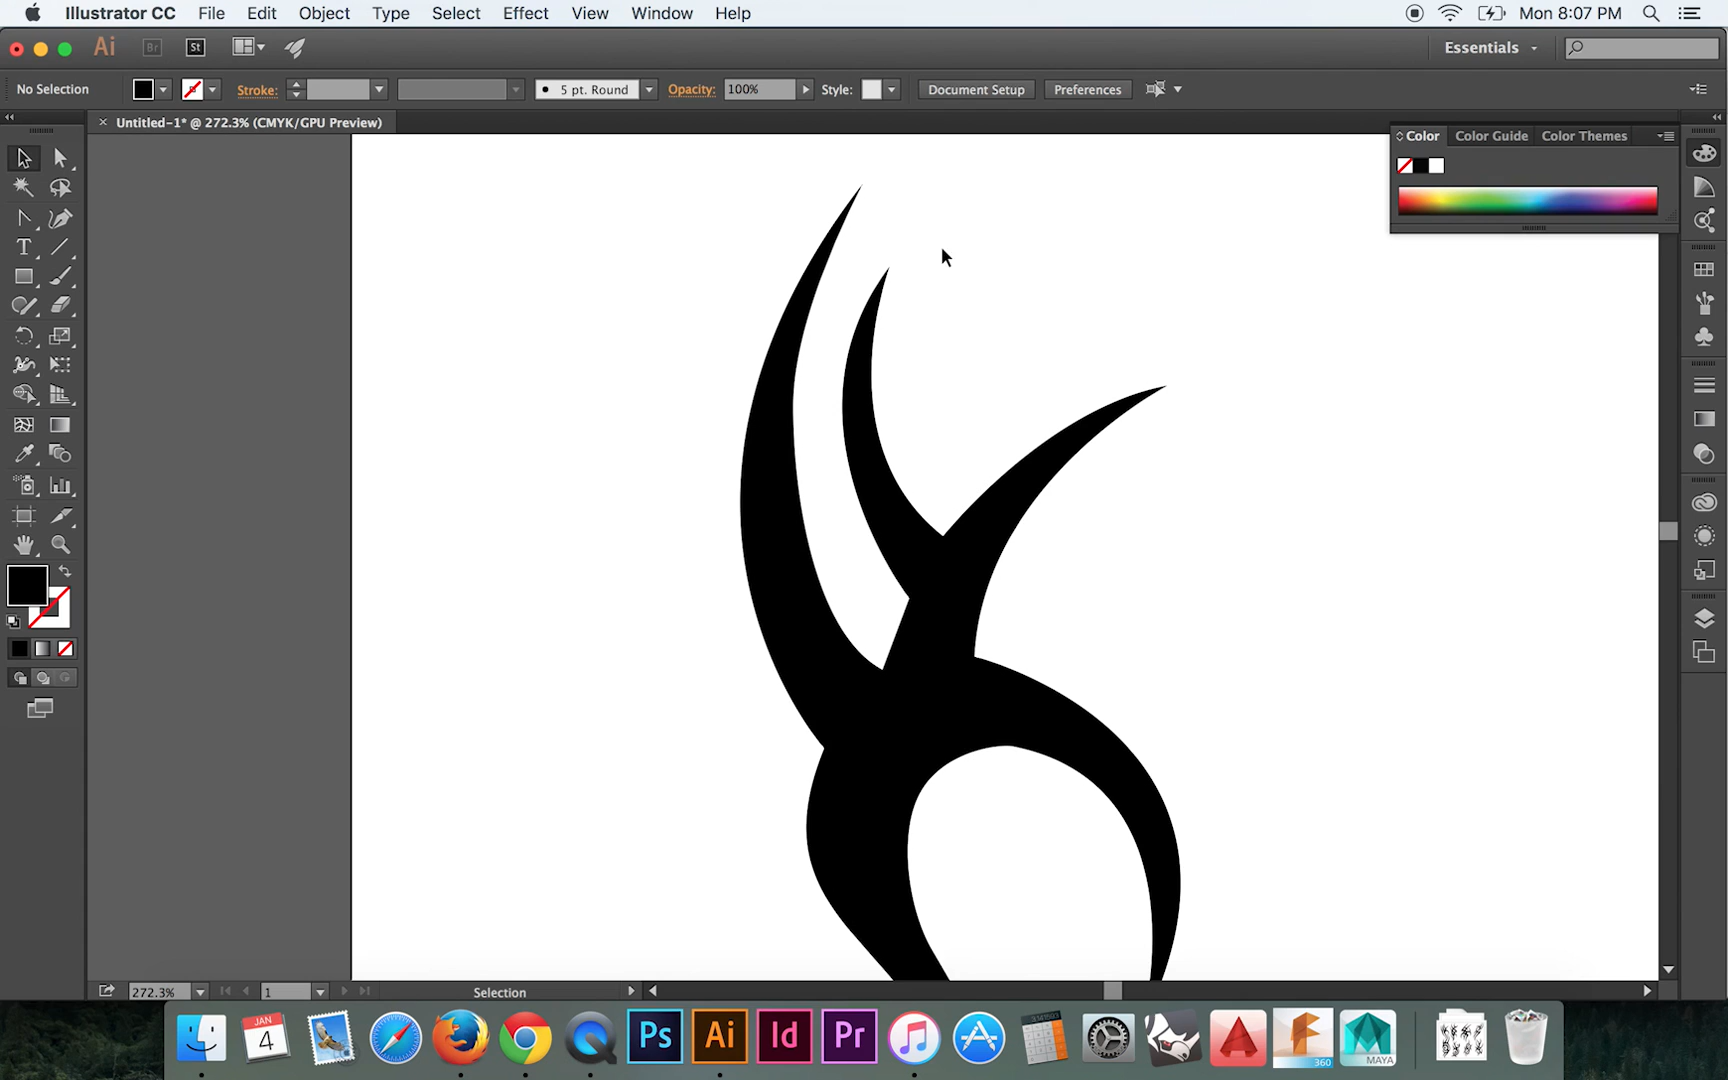 Illustrator CC File Edit Object Type Select Effect View Window Help Mon 8:07 PM
Ai Br St Essentials
No Selection Stroke: 5 pt. Round Opacity: 100% Style: Document Setup Preferences
× Untitled-1* @ 272.3% (CMYK/GPU Preview)
Color Color Guide Color Themes
T
272.3% 1 Selection
JAN
4 Ps Ai Id Pr A
360 MAYA